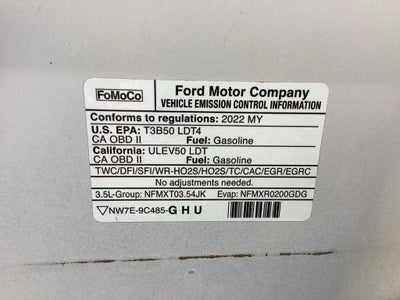 FoMoCo Ford Motor Company
VEHICLE EMISSION CONTROL INFORMATION
Conforms to regulations: 2022 MY
U.S. EPA: T3B50 LDT4
CA OBD II Fuel: Gasoline
California: ULEV50 LDT
CA OBD II Fuel: Gasoline
TWC/DFI/SFI/WR-HO2S/HO2S/TC/CAC/EGR/EGRC
No adjustments needed.
3.5L-Group: NFMXT03.54JK Evap: NFMXR0200GDG
▽NW7E-9C485-GHU